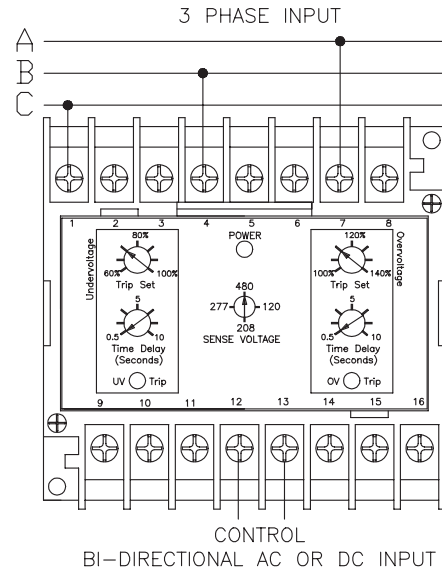 3 PHASE INPUT
A
B
C
1 2 3 4 5 6 7 8
Undervoltage
80%
60% 100%
Trip Set
5
0.5 10
Time Delay
(Seconds)
UV Trip
POWER
480
277 120
208
SENSE VOLTAGE
Overvoltage
120%
100% 140%
Trip Set
5
0.5 10
Time Delay
(Seconds)
OV Trip
9 10 11 12 13 14 15 16
CONTROL
BI-DIRECTIONAL AC OR DC INPUT